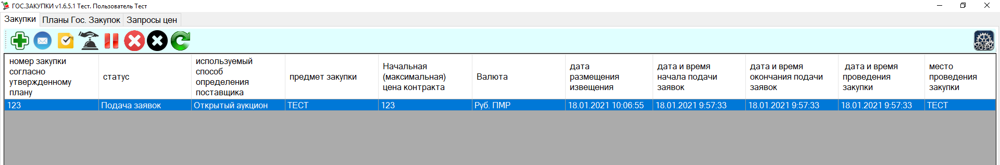 ГОС.ЗАКУПКИ v1.6.5.1 Тест. Пользователь Тест
Закупки Планы Гос. Закупок Запросы цен
номер закупки согласно утвержденному плану
статус
используемый способ определения поставщика
предмет закупки
Начальная (максимальная) цена контракта
Валюта
дата размещения извещения
дата и время начала подачи заявок
дата и время окончания подачи заявок
дата и время проведения закупки
место проведения закупки
123 Подача заявок Открытый аукцион ТЕСТ 123 Руб. ПМР 18.01.2021 10:06:55 18.01.2021 9:57:33 18.01.2021 9:57:33 18.01.2021 9:57:33 ТЕСТ